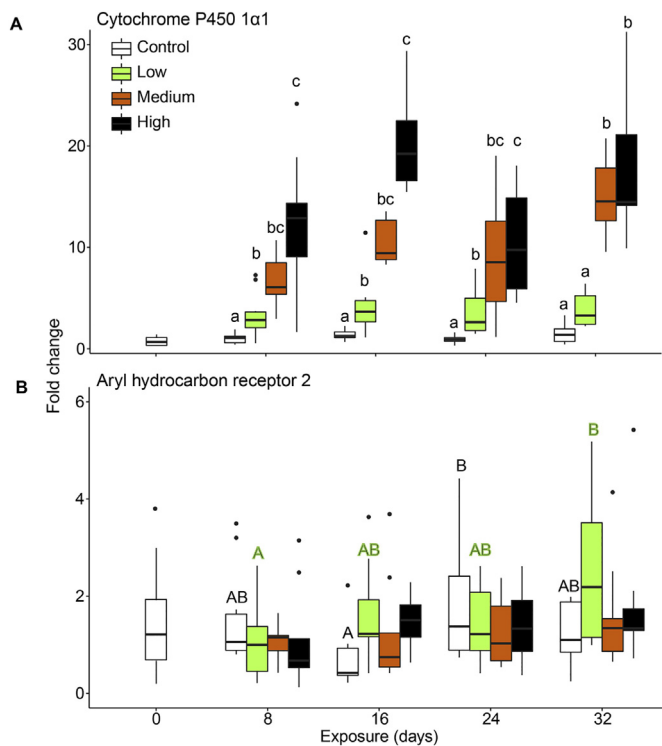 A
Cytochrome P450 1α1
Control
Low
Medium
High
30
20
10
0
a
b
bc
c
a
b
bc
c
a
b
bc
c
a
a
b
b
Fold change
B
Aryl hydrocarbon receptor 2
6
4
2
0
AB
A
A
AB
B
AB
AB
B
0
8
16
24
32
Exposure (days)